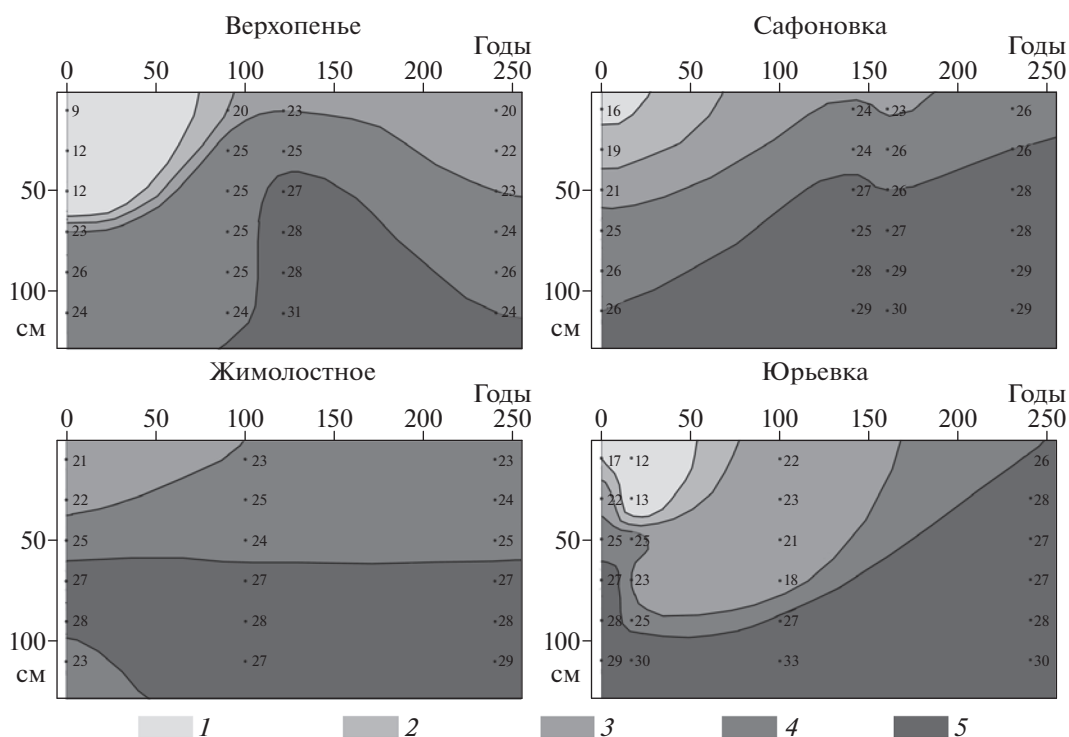 Верхопенье Сафоновка
Годы Годы
0 50 100 150 200 250 0 50 100 150 200 250
9 20 23 20 16 24 23 26
12 25 25 22 19 24 26 26
50 12 25 27 23 50 21 27 26 28
23 25 28 24 25 25 27 28
26 25 28 26 26 28 29 29
100 100
24 24 31 24 26 29 30 29
см см
Жимолостное Юрьевка
Годы Годы
0 50 100 150 200 250 0 50 100 150 200 250
21 23 23 17 12 22 26
22 25 24 22 13 23 28
50 25 24 25 50 25 25 21 27
27 27 27 23 18 27
28 28 28 25 27 28
100 100
23 27 29 29 30 33 30
см см
1 2 3 4 5